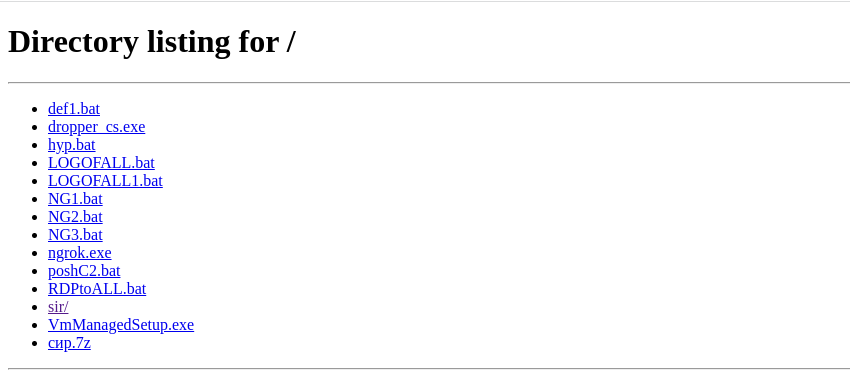 Directory listing for /
def1.bat
dropper_cs.exe
hyp.bat
LOGOFALL.bat
LOGOFALL1.bat
NG1.bat
NG2.bat
NG3.bat
ngrok.exe
poshC2.bat
RDPtoALL.bat
sir/
VmManagedSetup.exe
сир.7z